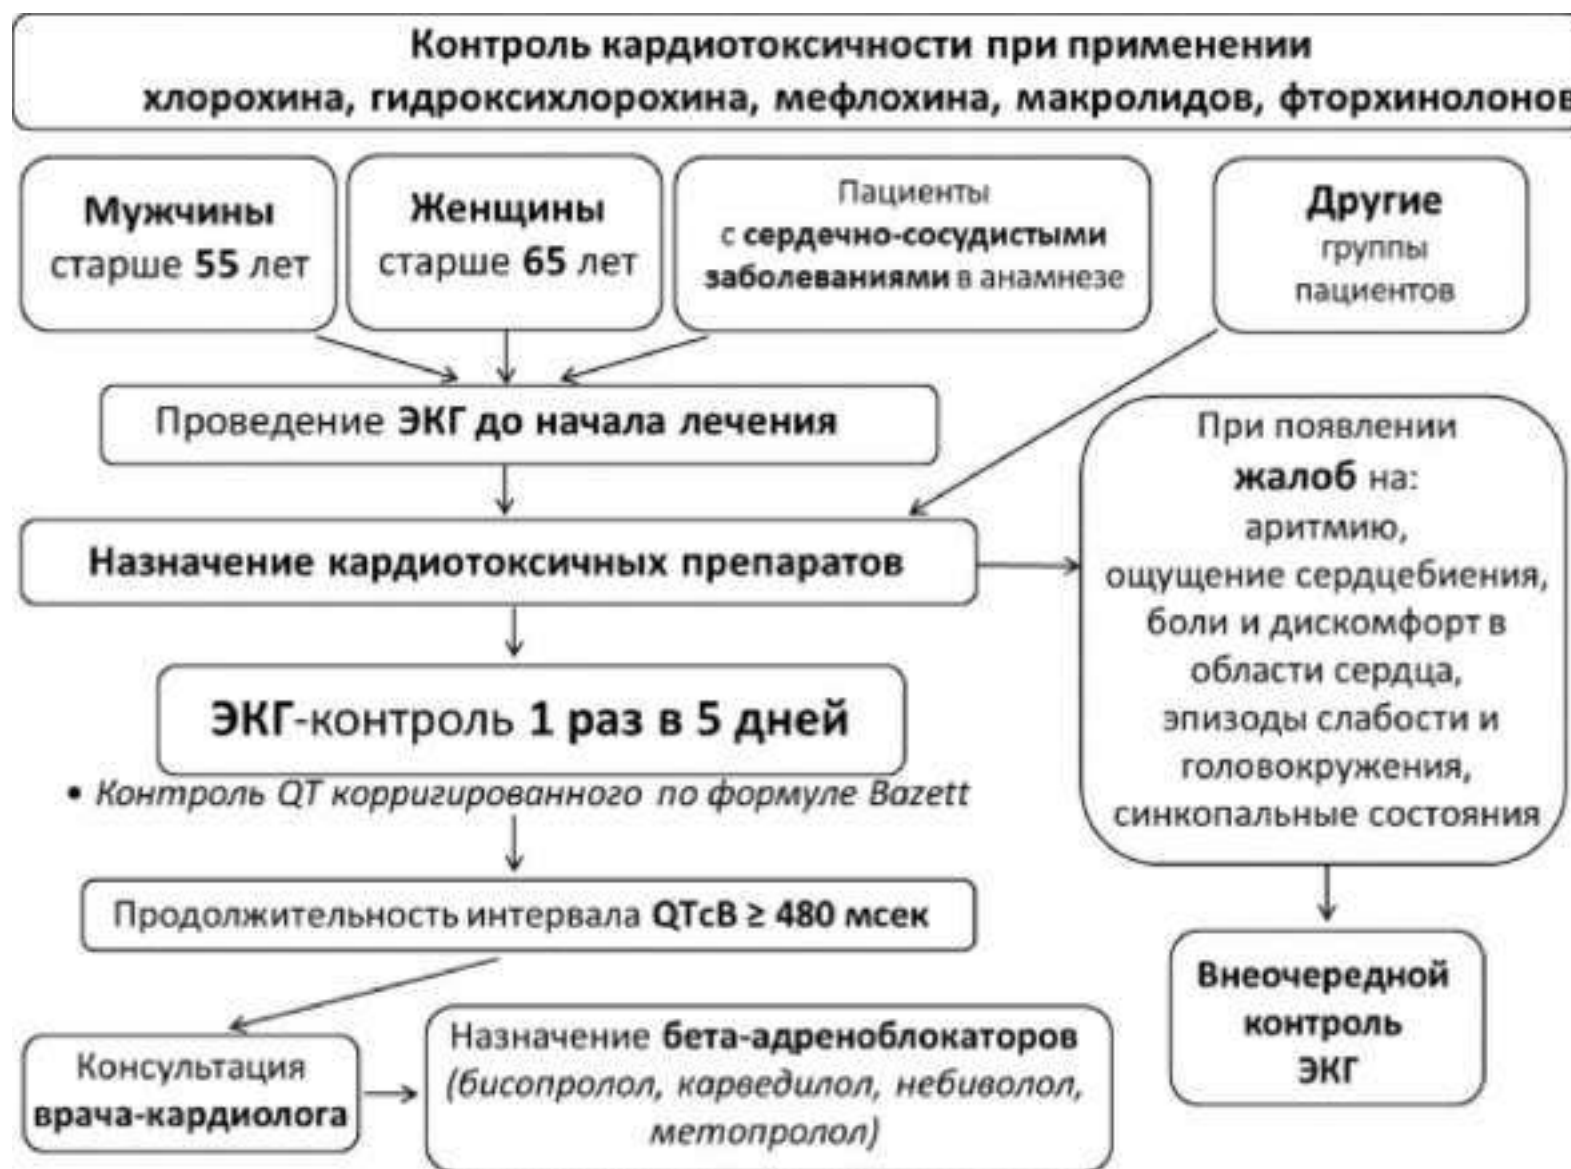 Контроль кардиотоксичности при применении
хлорохина, гидроксихлорохина, мефлохина, макролидов, фторхинолонов
Мужчины
старше 55 лет
Женщины
старше 65 лет
Пациенты
с сердечно-сосудистыми
заболеваниями в анамнезе
Другие
группы
пациентов
Проведение ЭКГ до начала лечения
Назначение кардиотоксичных препаратов
ЭКГ-контроль 1 раз в 5 дней
• Контроль QT корригированного по формуле Bazett
Продолжительность интервала QTcB ≥ 480 мсек
Консультация
врача-кардиолога
Назначение бета-адреноблокаторов
(бисопролол, карведилол, небиволол,
метопролол)
При появлении
жалоб на:
аритмию,
ощущение сердцебиения,
боли и дискомфорт в
области сердца,
эпизоды слабости и
головокружения,
синкопальные состояния
Внеочередной
контроль
ЭКГ